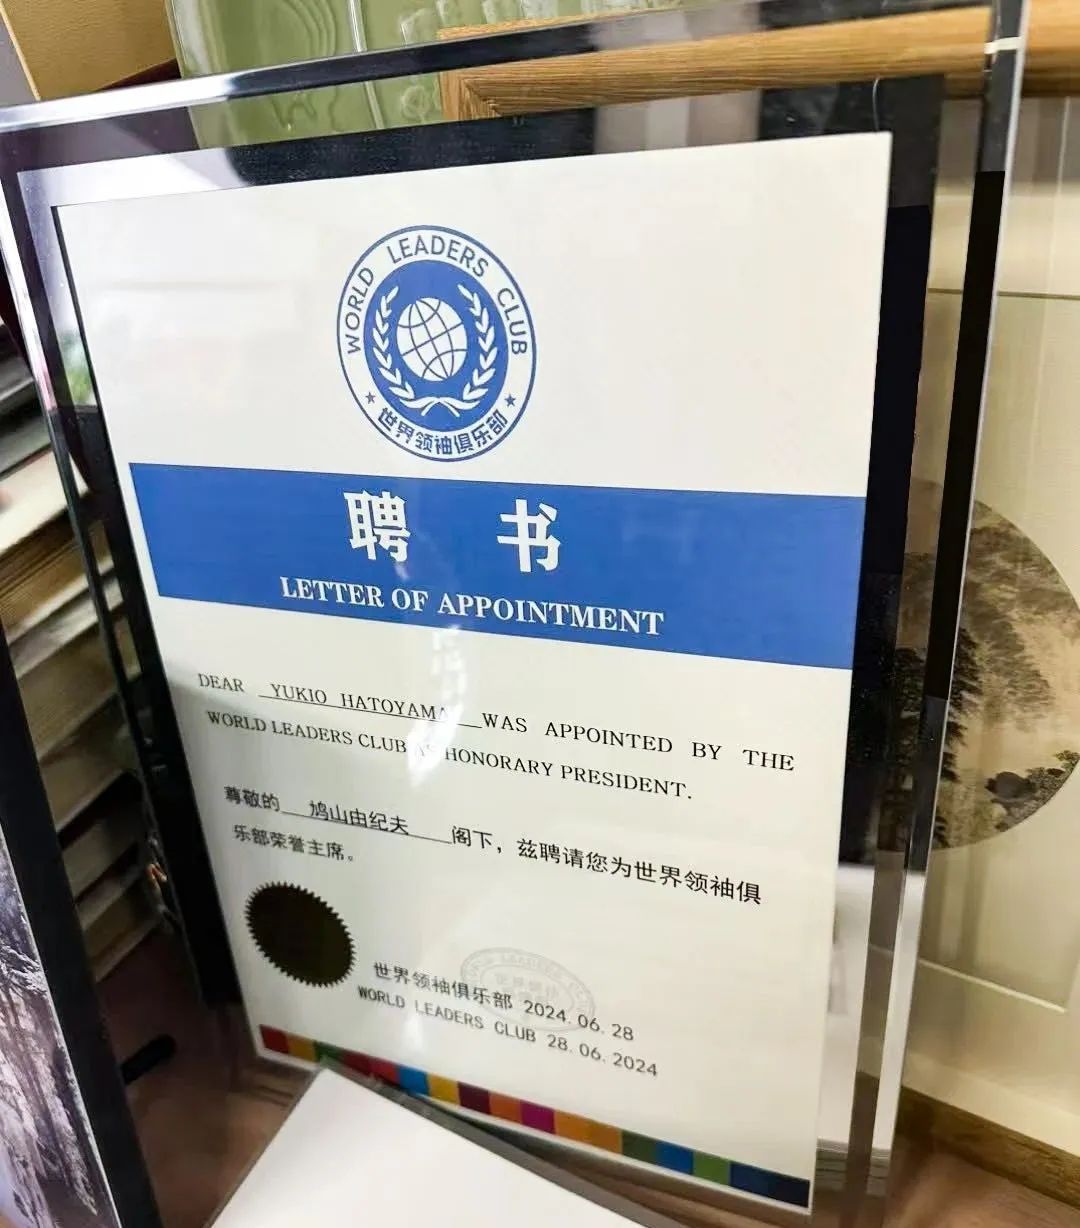 WORLD LEADERS CLUB
世界领袖俱乐部
聘 书
LETTER OF APPOINTMENT
DEAR YUKIO HATOYAMA WAS APPOINTED BY THE
WORLD LEADERS CLUB AS HONORARY PRESIDENT.
尊敬的 鸠山由纪夫 阁下，兹聘请您为世界领袖俱
乐部荣誉主席。
世界领袖俱乐部 2024.06.28
WORLD LEADERS CLUB 28.06.2024